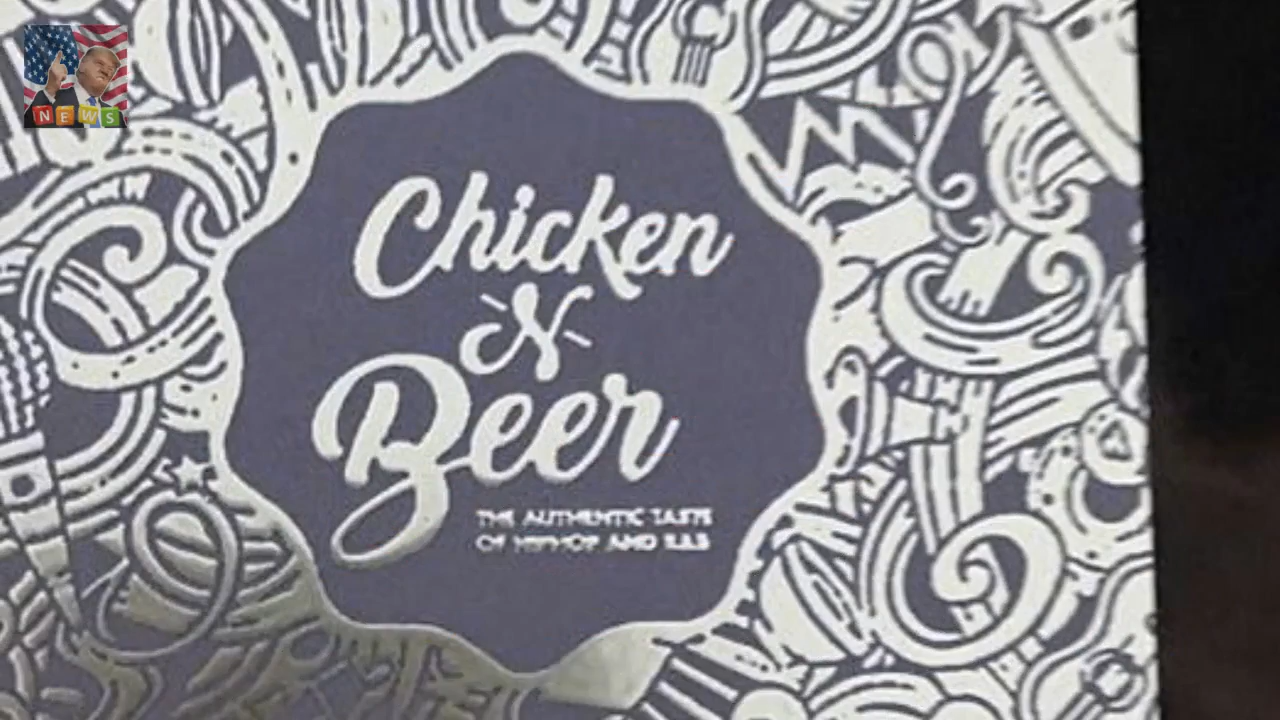 NEWS
Chicken
N
Beer
THE AUTHENTIC TASTE
OF HIPHOP AND R&B